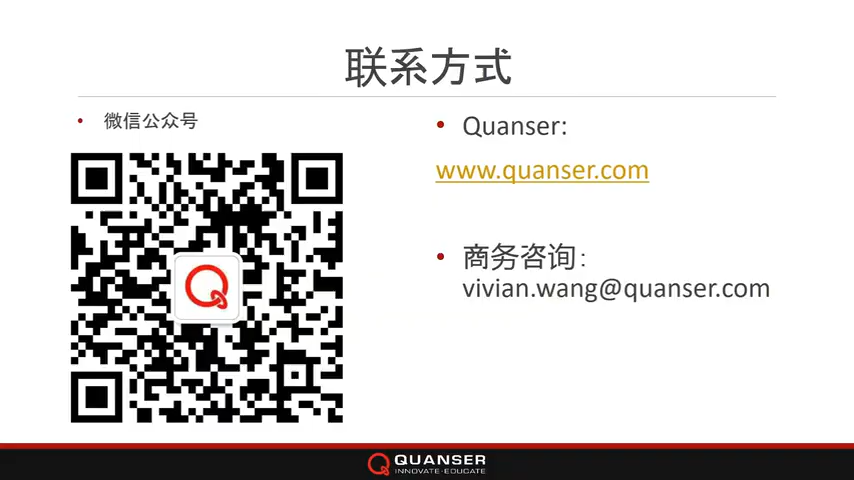 联系方式
微信公众号
Quanser:
www.quanser.com
商务咨询：
vivian.wang@quanser.com
QUANSER
INNOVATE·EDUCATE